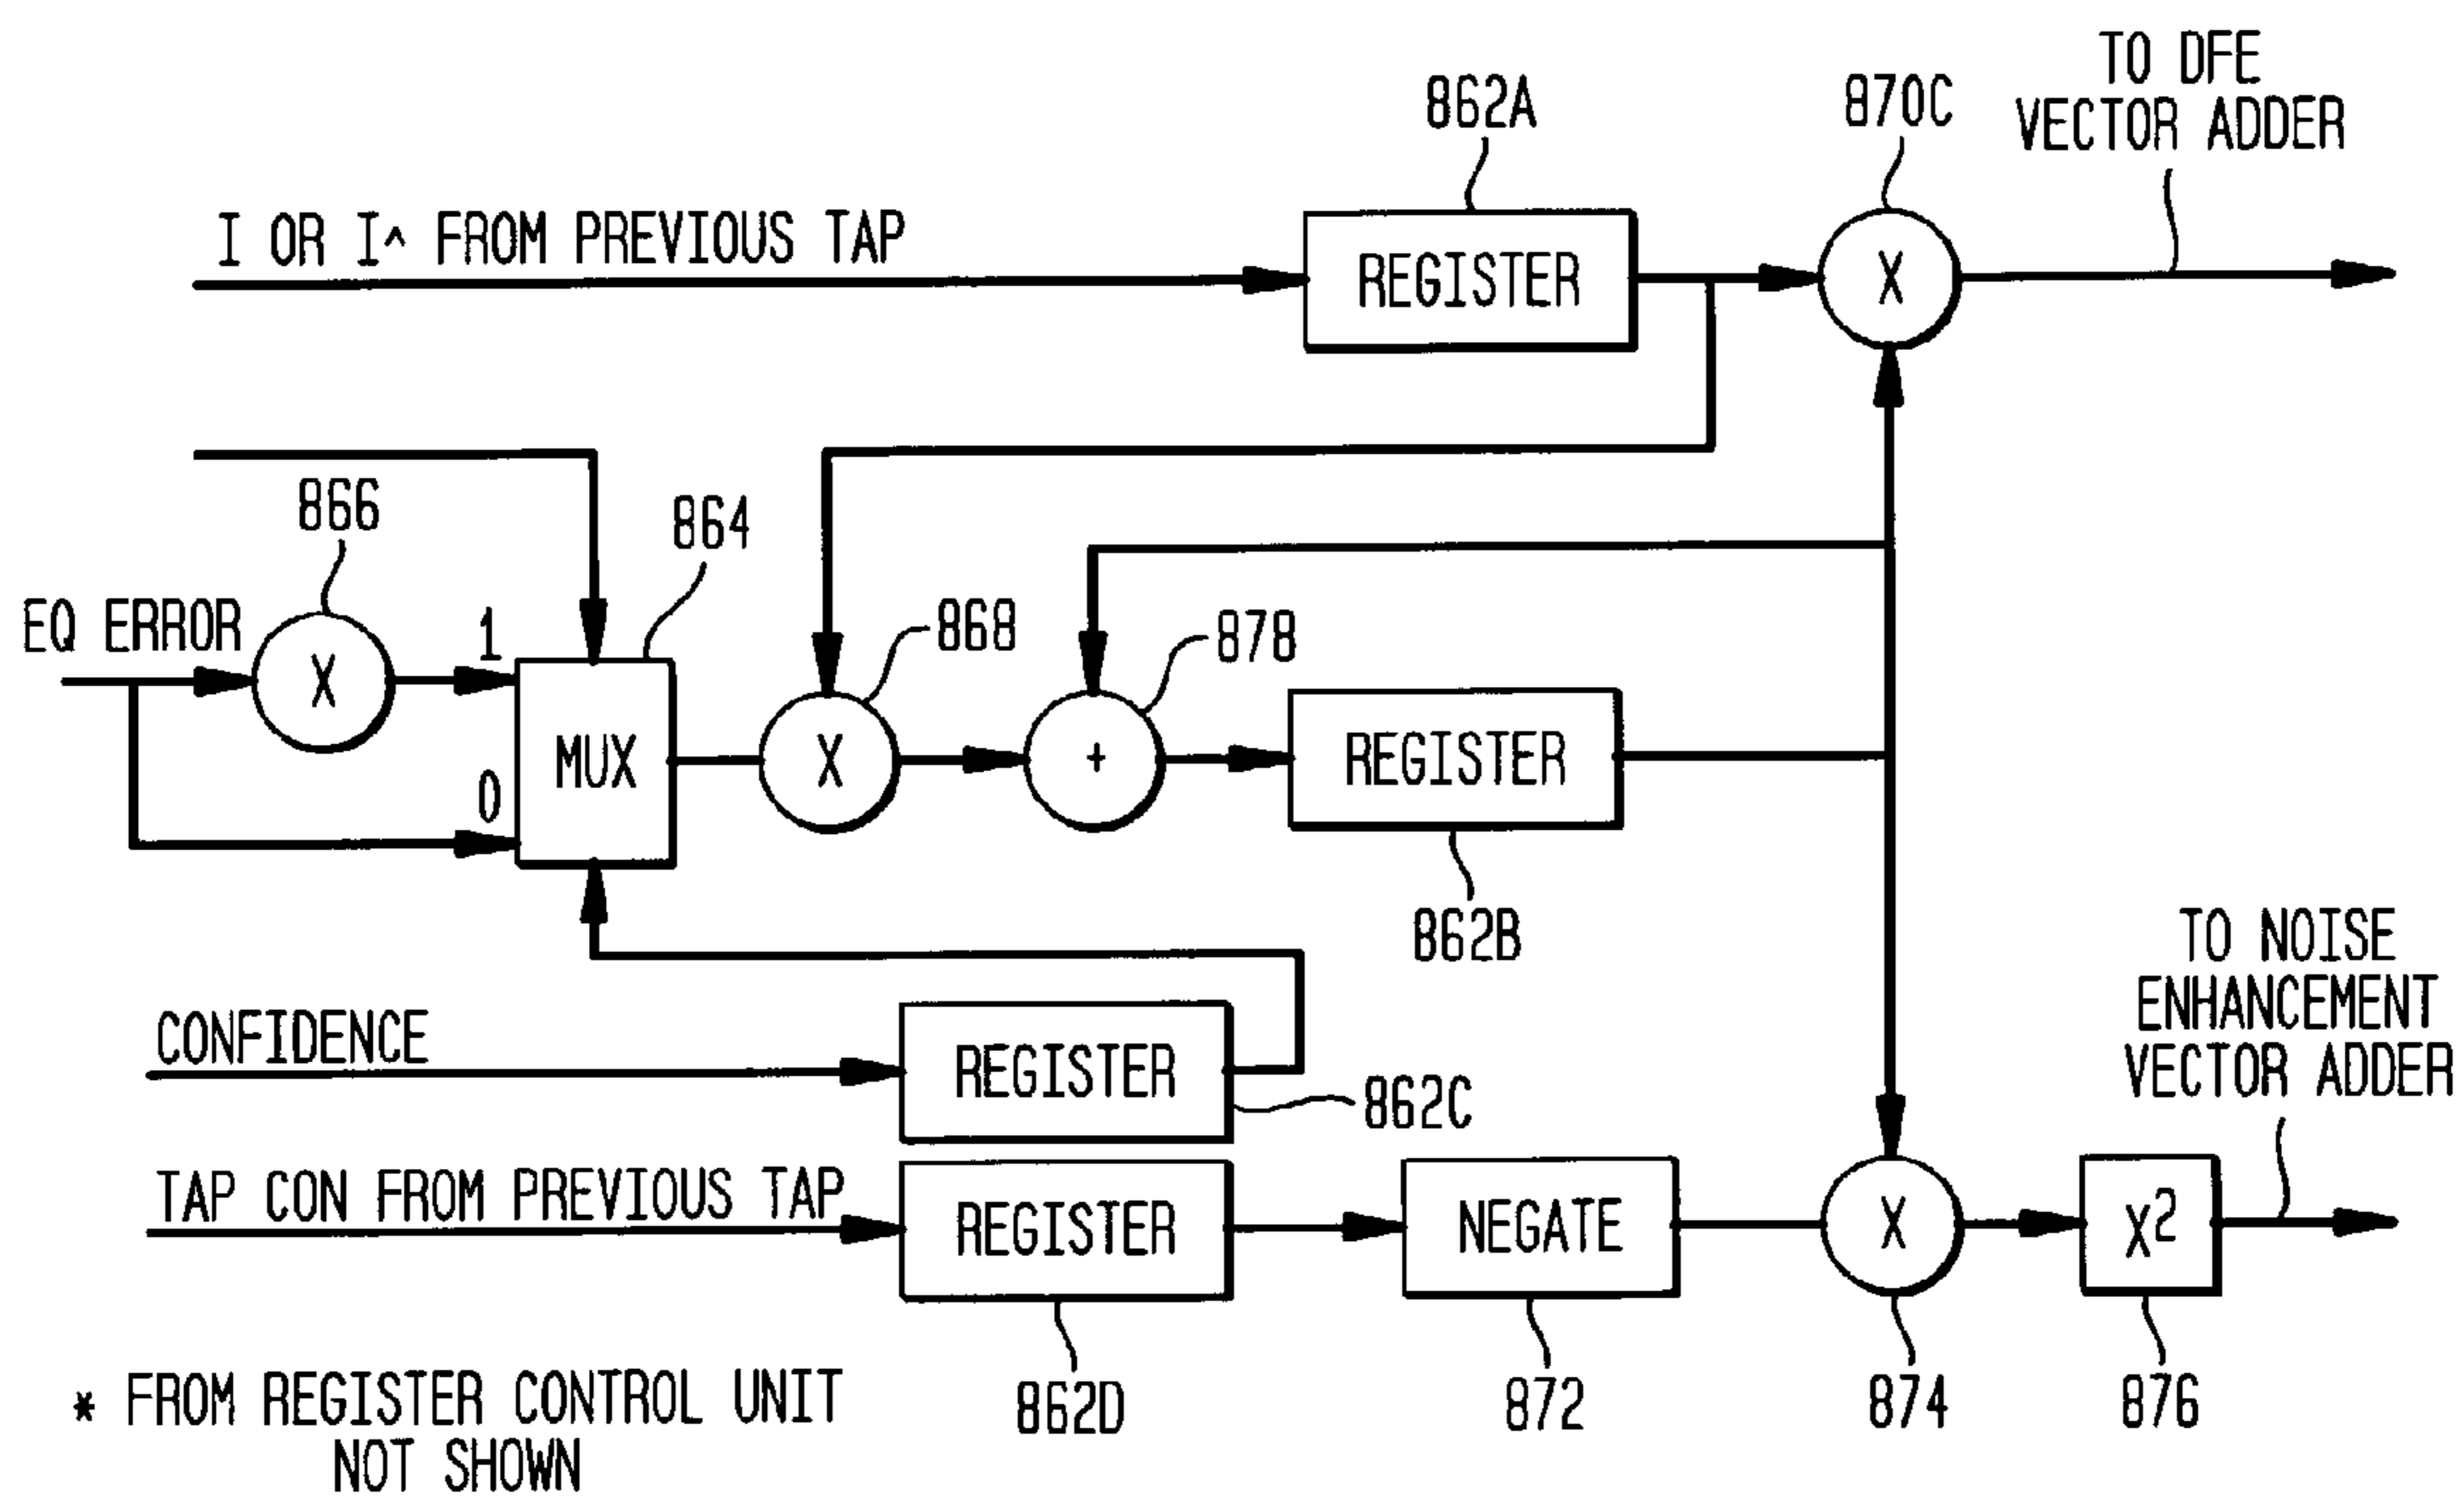 TO DFE
VECTOR ADDER
862A
870C
I OR I^ FROM PREVIOUS TAP
REGISTER
X
866
864
EQ ERROR
X
1
0
MUX
868
X
878
+
REGISTER
862B
TO NOISE
ENHANCEMENT
VECTOR ADDER
CONFIDENCE
REGISTER
862C
TAP CON FROM PREVIOUS TAP
REGISTER
NEGATE
X
X2
862D
872
874
876
* FROM REGISTER CONTROL UNIT
NOT SHOWN